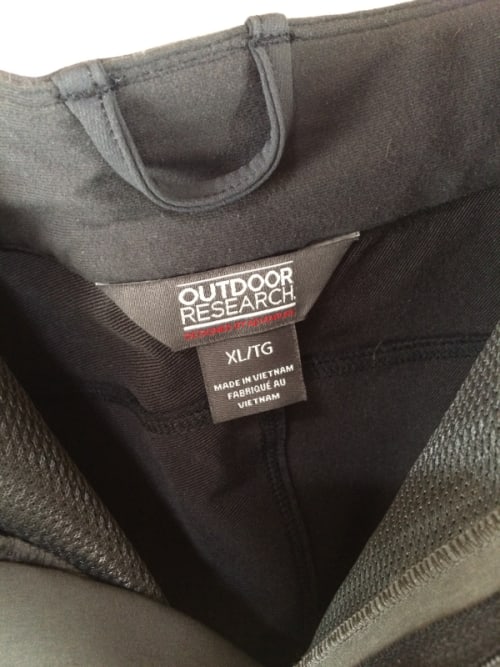 OUTDOOR
RESEARCH
XL/TG
MADE IN VIETNAM
FABRIQUÉ AU
VIETNAM